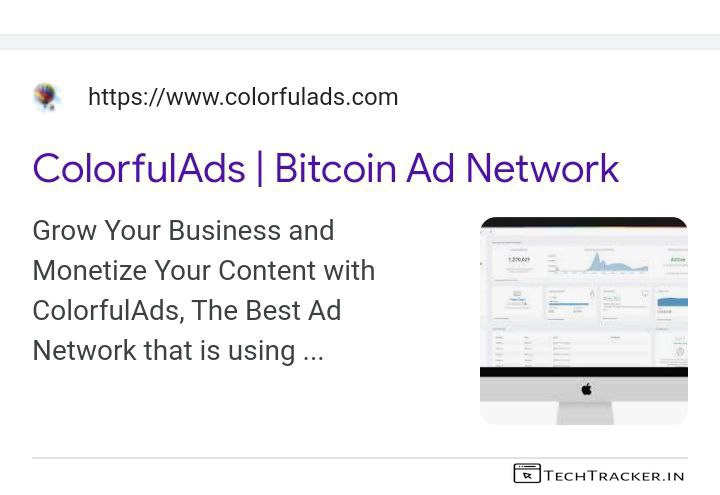 https://www.colorfulads.com
ColorfulAds | Bitcoin Ad Network
Grow Your Business and
Monetize Your Content with
ColorfulAds, The Best Ad
Network that is using ...
TECHTRACKER.IN